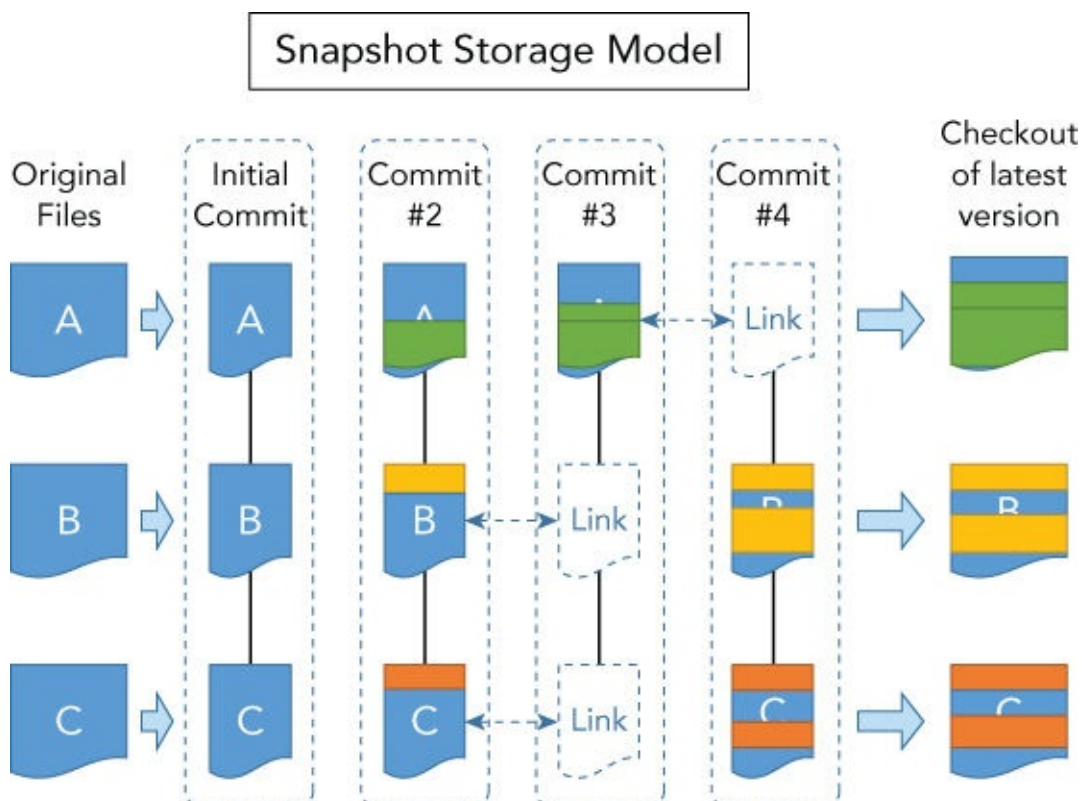 Snapshot Storage Model
Original
Files
Initial
Commit
Commit
#2
Commit
#3
Commit
#4
Checkout
of latest
version
A
A
A
Link
B
B
B
Link
B
B
C
C
C
Link
C
C